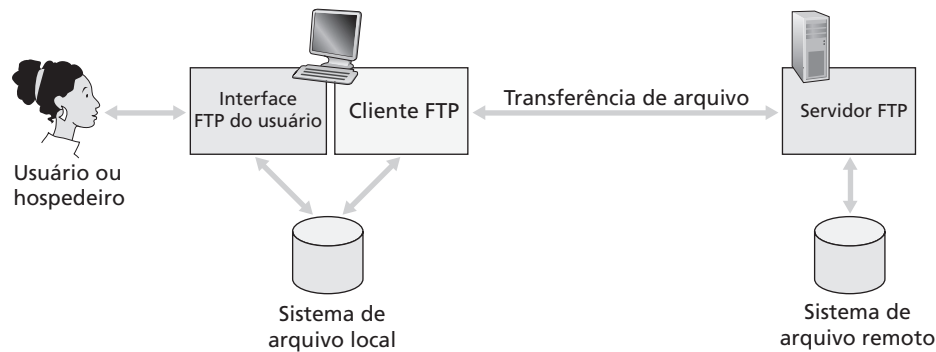 Interface
FTP do usuário
Cliente FTP
Transferência de arquivo
Servidor FTP
Usuário ou
hospedeiro
Sistema de
arquivo local
Sistema de
arquivo remoto